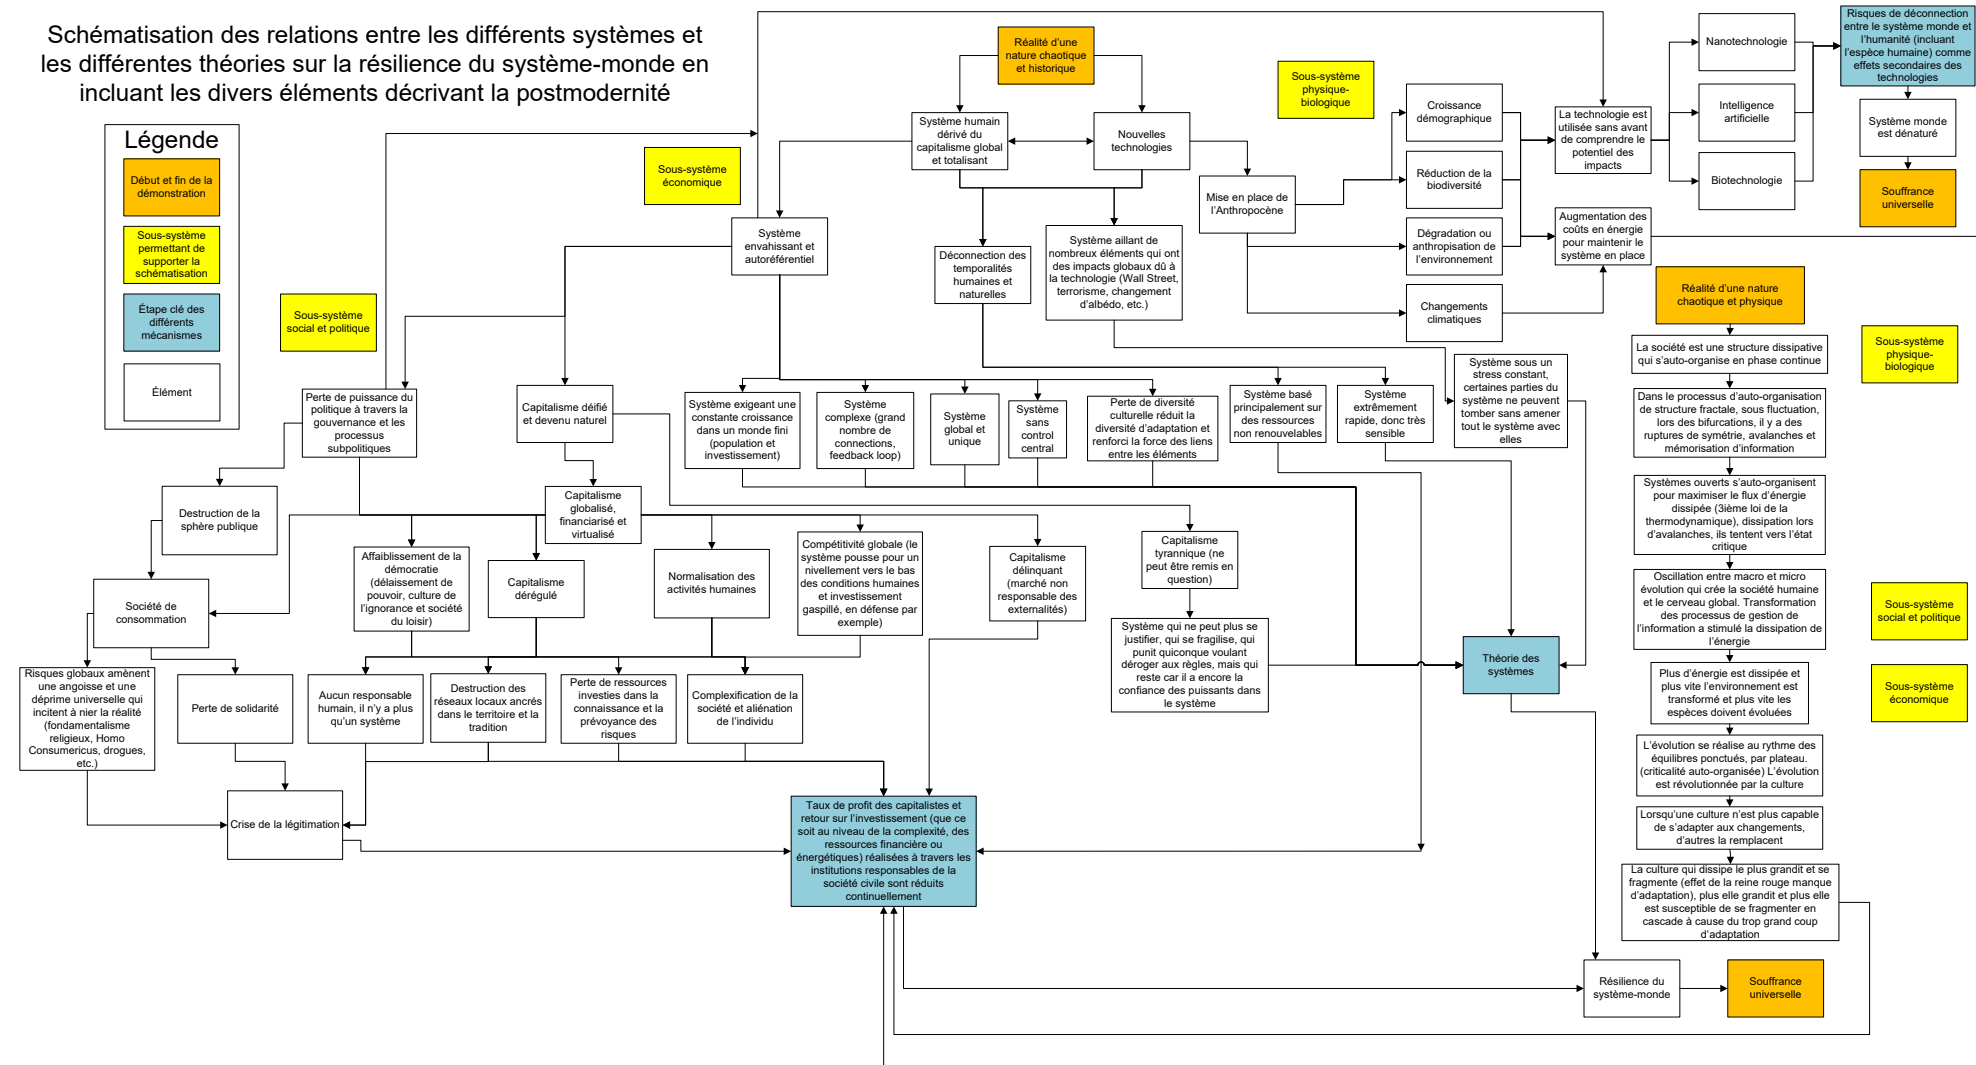 Schématisation des relations entre les différents systèmes et
les différentes théories sur la résilience du système-monde en
incluant les divers éléments décrivant la postmodernité
Légende
Début et fin de la
démonstration
Sous-système
permettant de
supporter la
schématisation
Étape clé des
différents
mécanismes
Élément
Réalité d’une
nature chaotique
et historique
Système humain
dérivé du
capitalisme global
et totalisant
Nouvelles
technologies
Sous-système
physique-
biologique
Sous-système
économique
Sous-système
social et politique
Mise en place de
l’Anthropocène
Croissance
démographique
Réduction de la
biodiversité
Dégradation ou
anthropisation de
l’environnement
Changements
climatiques
La technologie est
utilisée sans avant
de comprendre le
potentiel des
impacts
Augmentation des
coûts en énergie
pour maintenir le
système en place
Nanotechnologie
Intelligence
artificielle
Biotechnologie
Risques de déconnection
entre le système monde et
l’humanité (incluant
l’espèce humaine) comme
effets secondaires des
technologies
Système monde
est dénaturé
Souffrance
universelle
Système
envahissant et
autoréférentiel
Déconnection des
temporalités
humaines et
naturelles
Système aillant de
nombreux éléments qui ont
des impacts globaux dû à
la technologie (Wall Street,
terrorisme, changement
d’albédo, etc.)
Perte de puissance du
politique à travers la
gouvernance et les
processus
subpolitiques
Capitalisme déifié
et devenu naturel
Système exigeant une
constante croissance
dans un monde fini
(population et
investissement)
Système
complexe (grand
nombre de
connections,
feedback loop)
Système
global et
unique
Système
sans
control
central
Perte de diversité
culturelle réduit la
diversité d’adaptation et
renforci la force des liens
entre les éléments
Système basé
principalement sur
des ressources
non renouvelables
Système
extrêmement
rapide, donc très
sensible
Système sous un
stress constant,
certaines parties du
système ne peuvent
tomber sans amener
tout le système avec
elles
Destruction de la
sphère publique
Capitalisme
globalisé,
financiarisé et
virtualisé
Société de
consommation
Affaiblissement de la
démocratie
(délaissement de
pouvoir, culture de
l’ignorance et société
du loisir)
Capitalisme
dérégulé
Normalisation des
activités humaines
Compétitivité globale (le
système pousse pour un
nivellement vers le bas
des conditions humaines
et investissement
gaspillé, en défense par
exemple)
Capitalisme
délinquant
(marché non
responsable des
externalités)
Capitalisme
tyrannique (ne
peut être remis en
question)
Système qui ne peut plus se
justifier, qui se fragilise, qui
punit quiconque voulant
déroger aux règles, mais qui
reste car il a encore la
confiance des puissants dans
le système
Théorie des
systèmes
Risques globaux amènent
une angoisse et une
déprime universelle qui
incitent à nier la réalité
(fondamentalisme
religieux, Homo
Consumericus, drogues,
etc.)
Perte de solidarité
Aucun responsable
humain, il n’y a plus
qu’un système
Destruction des
réseaux locaux ancrés
dans le territoire et la
tradition
Perte de ressources
investies dans la
connaissance et la
prévoyance des
risques
Complexification de la
société et aliénation
de l’individu
Crise de la légitimation
Taux de profit des capitalistes et
retour sur l’investissement (que ce
soit au niveau de la complexité, des
ressources financière ou
énergétiques) réalisées à travers les
institutions responsables de la
société civile sont réduits
continuellement
Réalité d’une nature
chaotique et physique
La société est une structure dissipative
qui s’auto-organise en phase continue
Sous-système
physique-
biologique
Dans le processus d’auto-organisation
de structure fractale, sous fluctuation,
lors des bifurcations, il y a des
ruptures de symétrie, avalanches et
mémorisation d’information
Systèmes ouverts s’auto-organisent
pour maximiser le flux d’énergie
dissipée (3ième loi de la
thermodynamique), dissipation lors
d’avalanches, ils tentent vers l’état
critique
Oscillation entre macro et micro
évolution qui crée la société humaine
et le cerveau global. Transformation
des processus de gestion de
l’information a stimulé la dissipation de
l’énergie
Sous-système
social et politique
Plus d’énergie est dissipée et
plus vite l’environnement est
transformé et plus vite les
espèces doivent évoluées
Sous-système
économique
L’évolution se réalise au rythme des
équilibres ponctués, par plateau.
(criticalité auto-organisée) L’évolution
est révolutionnée par la culture
Lorsqu’une culture n’est plus capable
de s’adapter aux changements,
d’autres la remplacent
La culture qui dissipe le plus grandit et se
fragmente (effet de la reine rouge manque
d’adaptation), plus elle grandit et plus elle
est susceptible de se fragmenter en
cascade à cause du trop grand coup
d’adaptation
Résilience du
système-monde
Souffrance
universelle